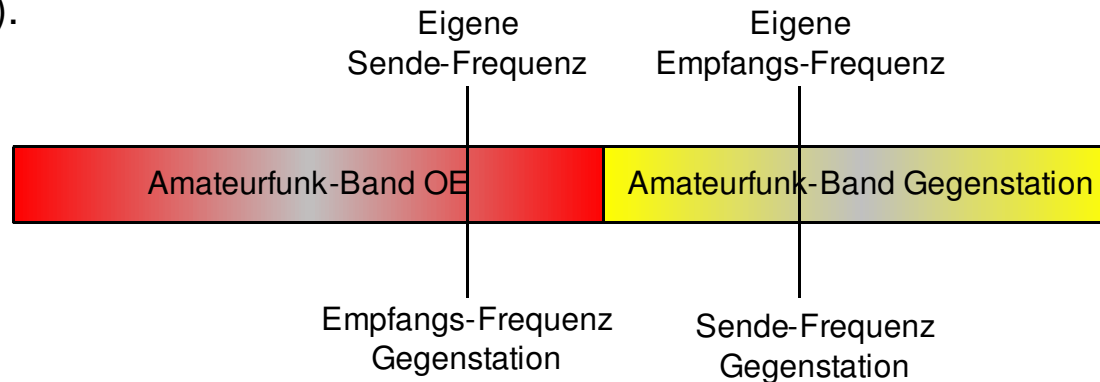 ).
Eigene
Sende-Frequenz
Eigene
Empfangs-Frequenz
Amateurfunk-Band OE
Amateurfunk-Band Gegenstation
Empfangs-Frequenz
Gegenstation
Sende-Frequenz
Gegenstation